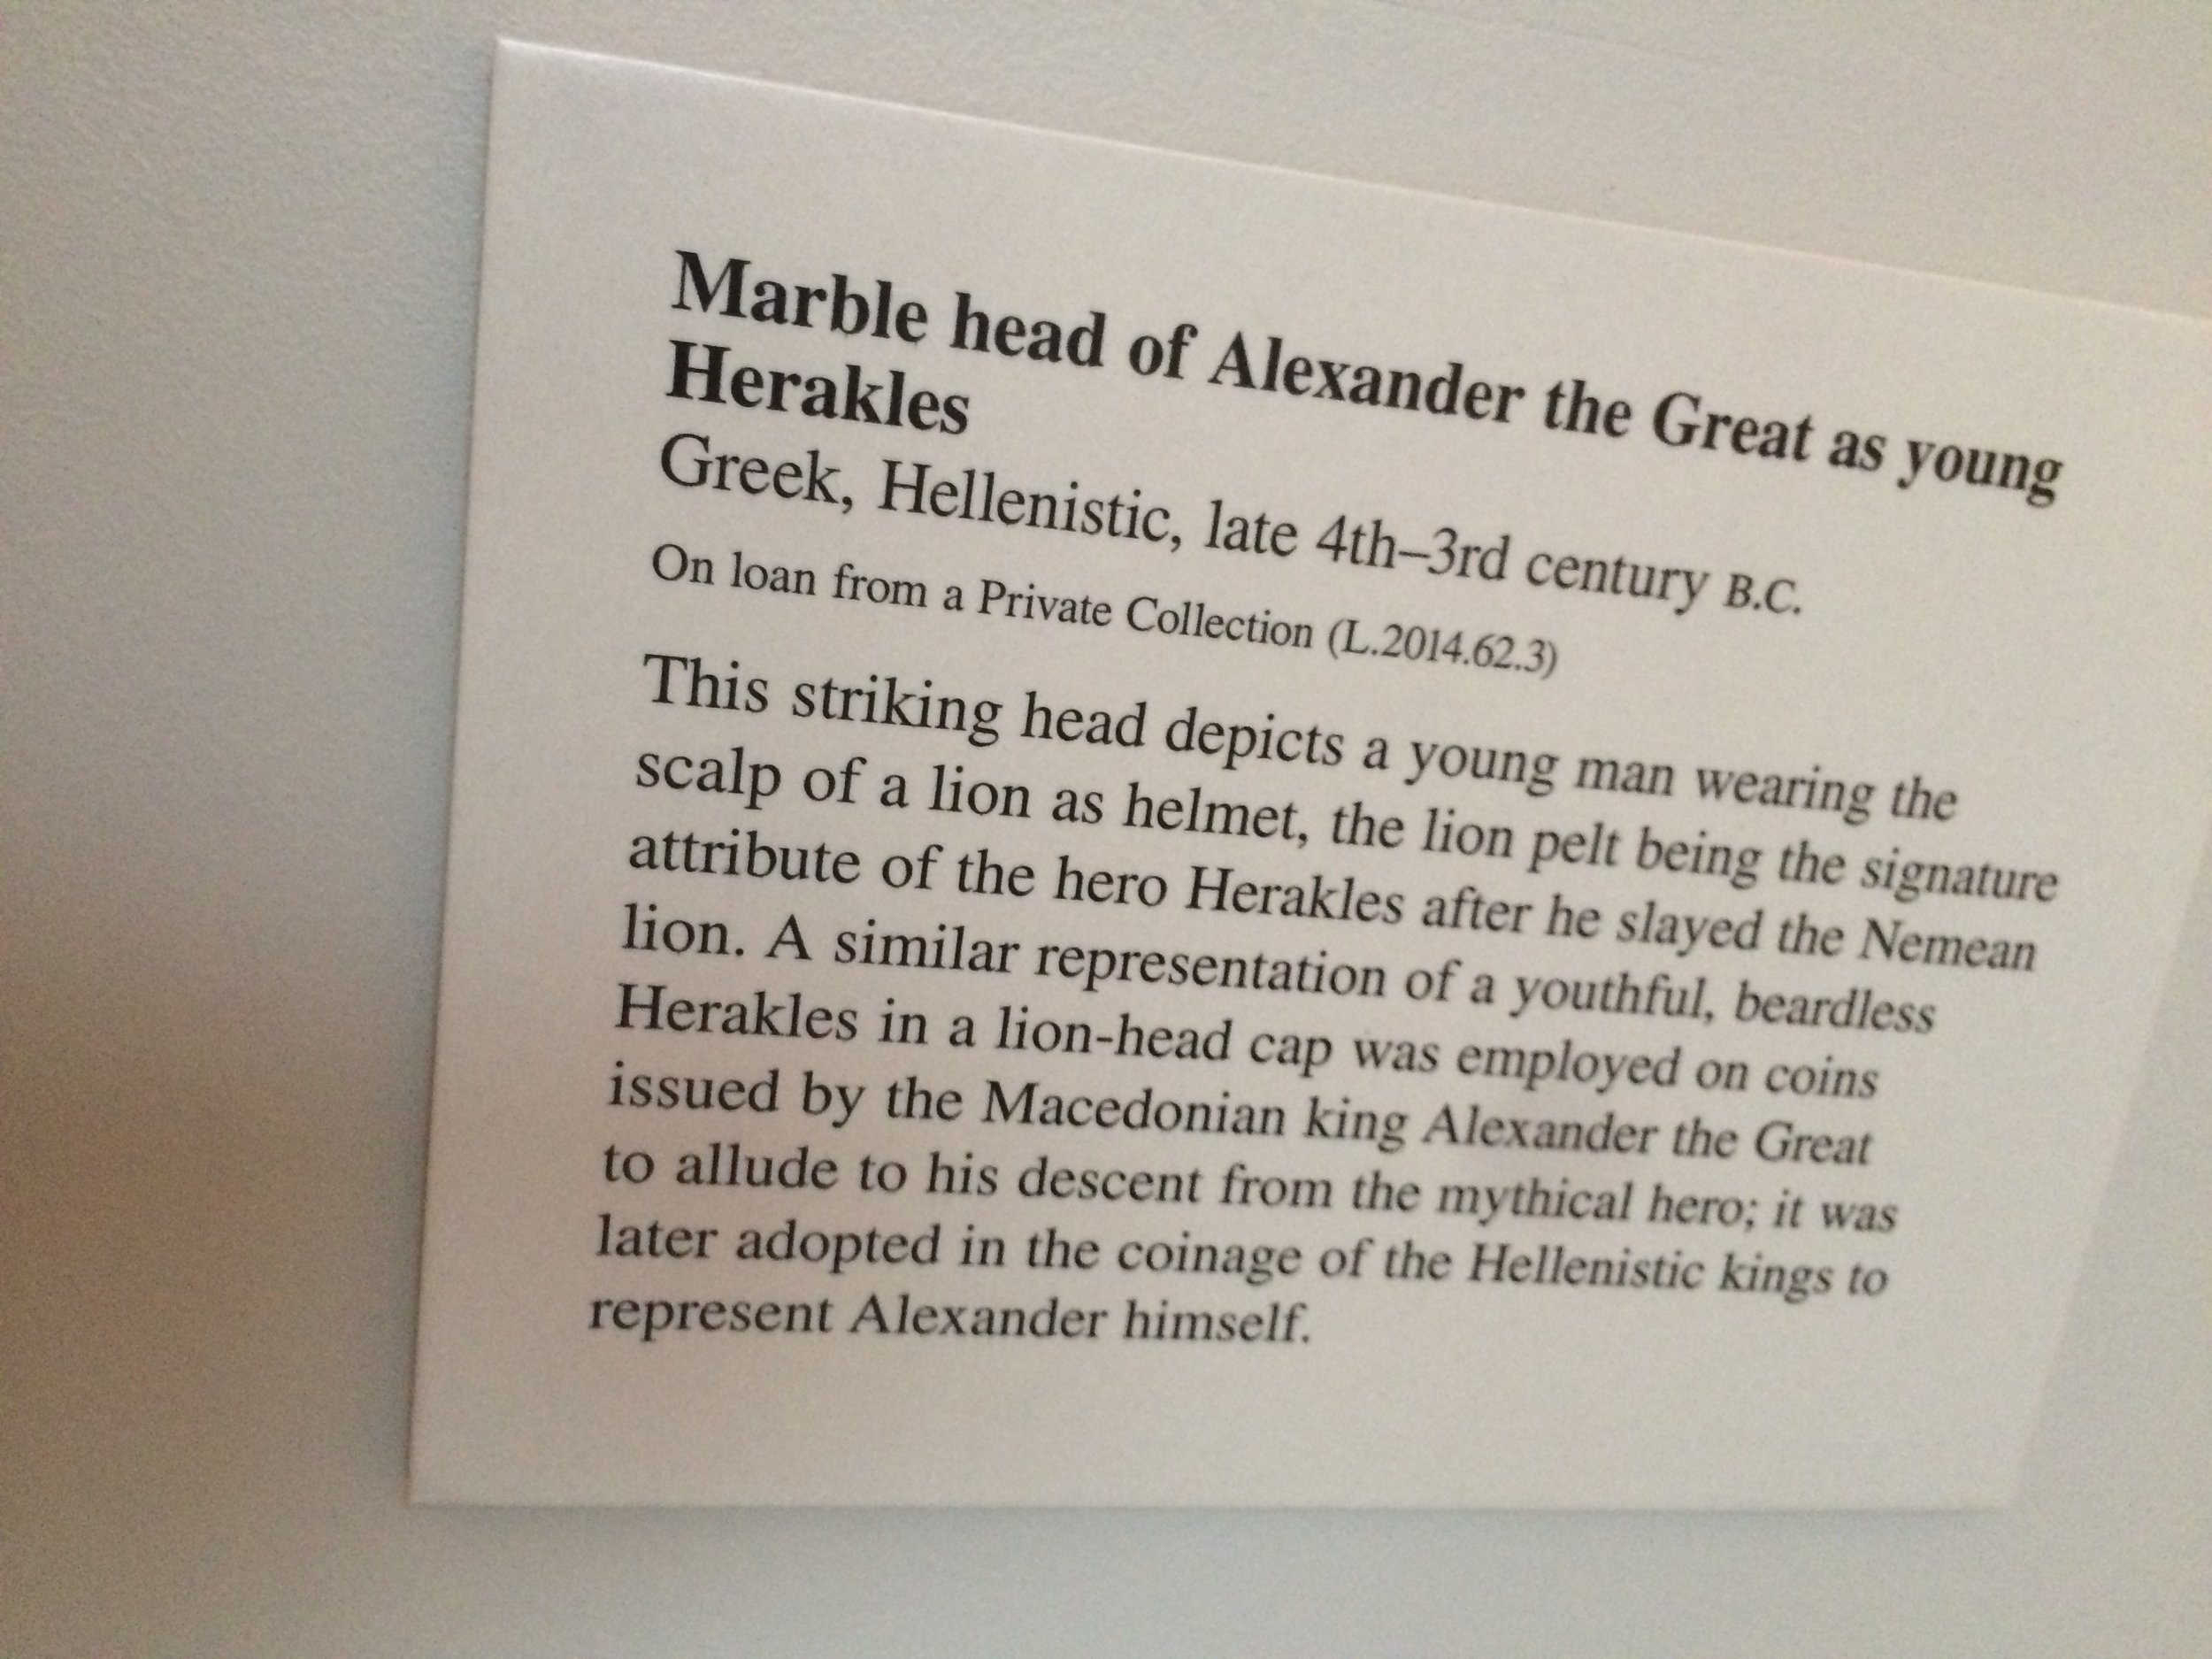 Marble head of Alexander the Great as young
Herakles
Greek, Hellenistic, late 4th–3rd century B.C.
On loan from a Private Collection (L.2014.62.3)
This striking head depicts a young man wearing the
scalp of a lion as helmet, the lion pelt being the signature
attribute of the hero Herakles after he slayed the Nemean
lion. A similar representation of a youthful, beardless
Herakles in a lion-head cap was employed on coins
issued by the Macedonian king Alexander the Great
to allude to his descent from the mythical hero; it was
later adopted in the coinage of the Hellenistic kings to
represent Alexander himself.